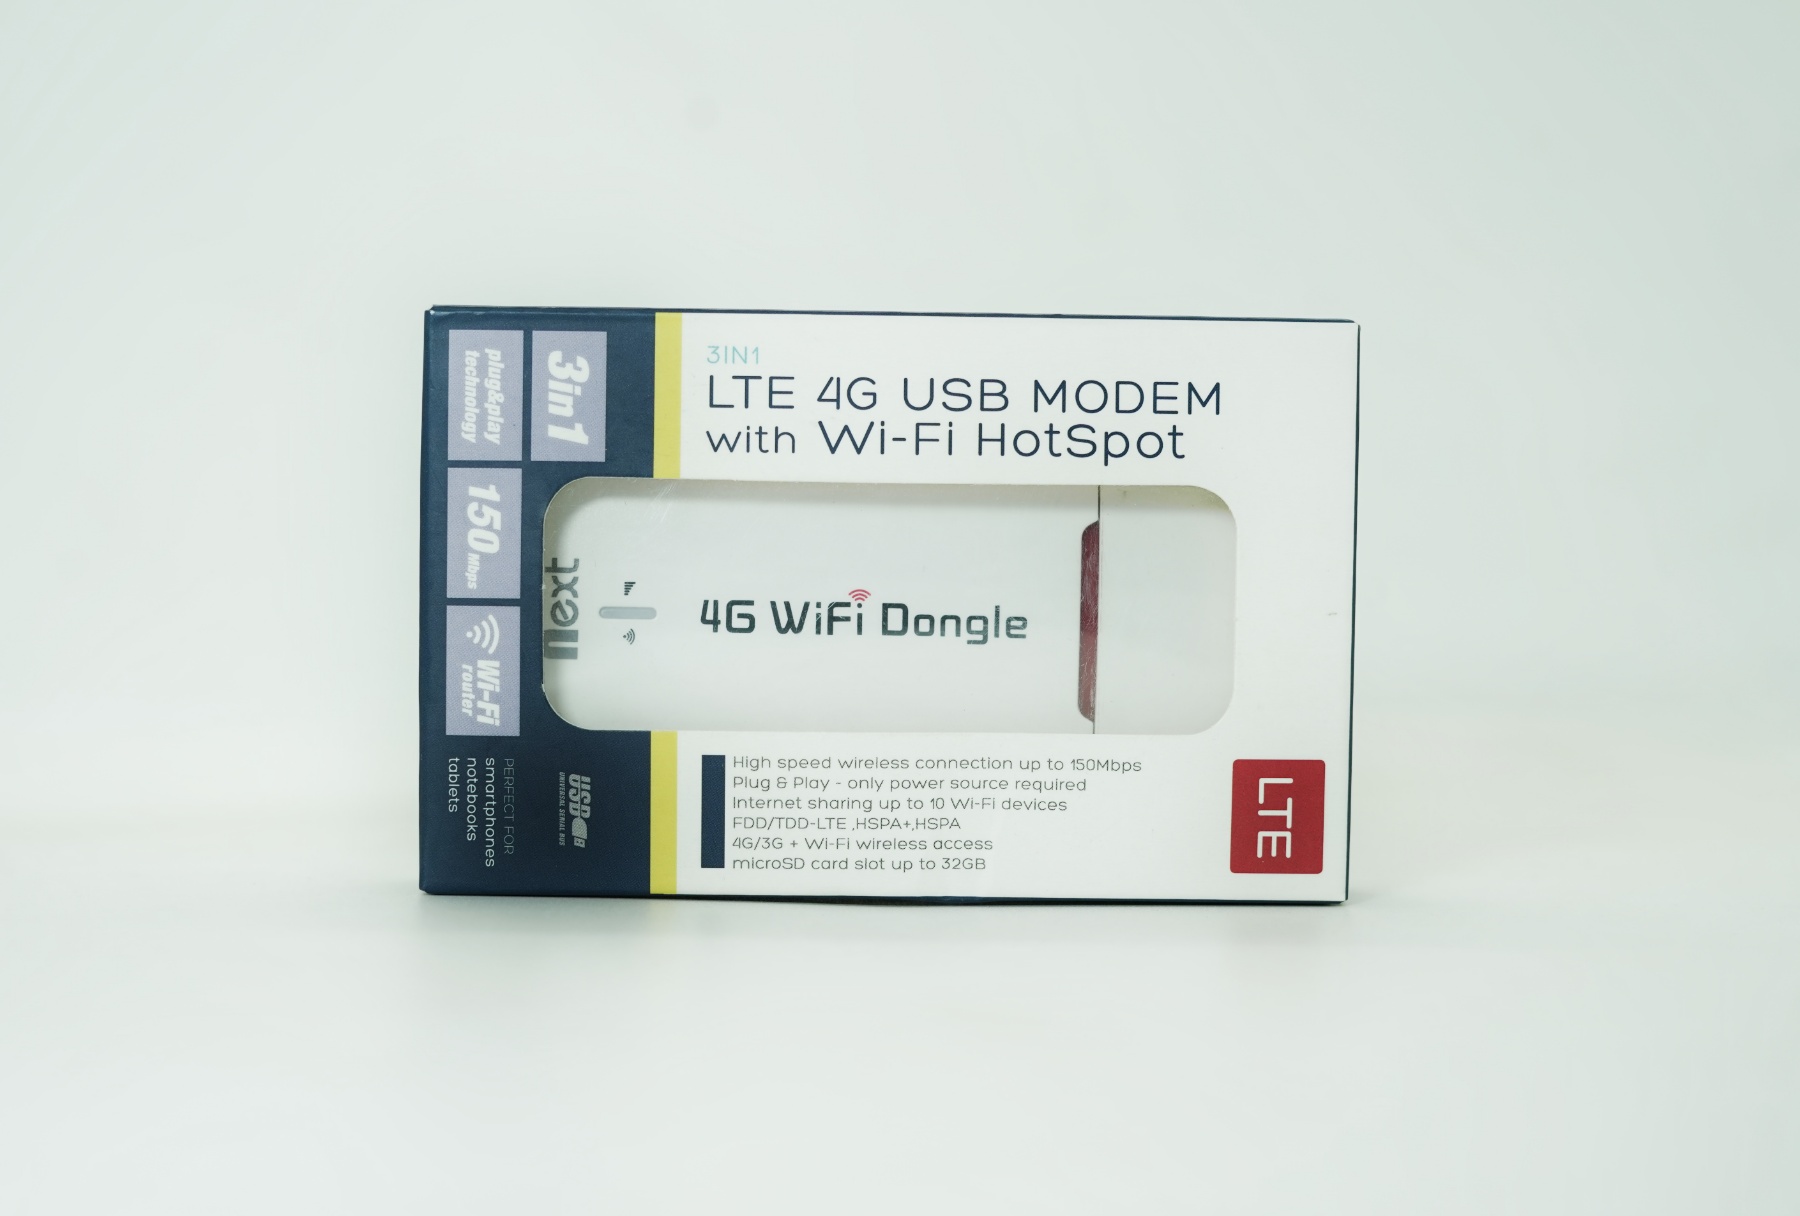 3in1
plug&play
technology
150 Mbps
Wi-Fi
router
PERFECT FOR
smartphones
notebooks
tablets
USB
UNIVERSAL SERIAL BUS
3IN1
LTE 4G USB MODEM
with Wi-Fi HotSpot
next
4G WiFi Dongle
High speed wireless connection up to 150Mbps
Plug & Play - only power source required
Internet sharing up to 10 Wi-Fi devices
FDD/TDD-LTE ,HSPA+,HSPA
4G/3G + Wi-Fi wireless access
microSD card slot up to 32GB
LTE